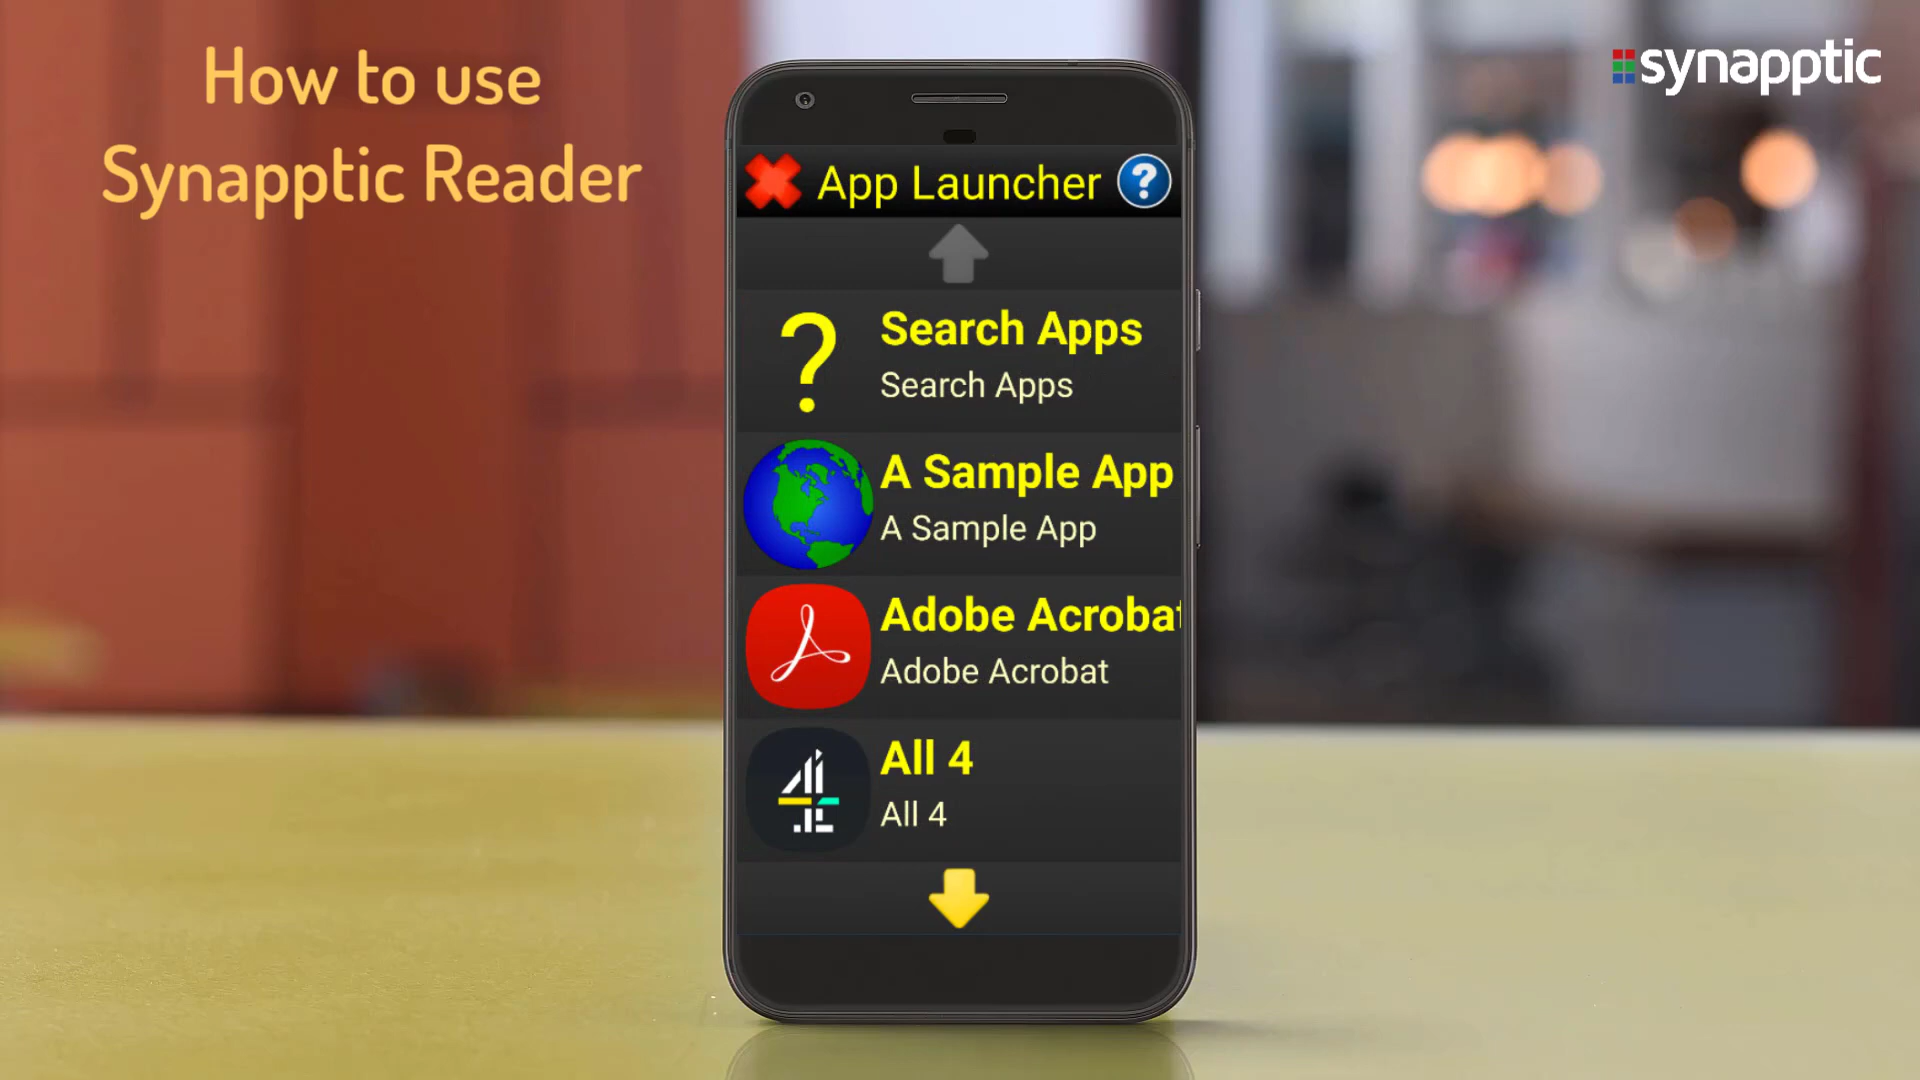 How to use
Synapptic Reader
synapptic
App Launcher
Search Apps
Search Apps
A Sample App
A Sample App
Adobe Acrobat
Adobe Acrobat
All 4
All 4